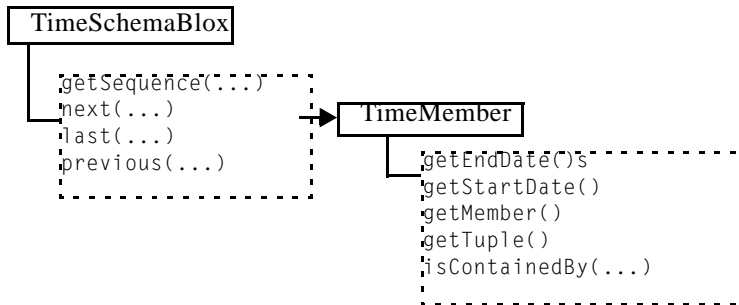 TimeSchemaBlox
getSequence(...)
next(...)
last(...)
previous(...)
TimeMember
getEndDate()s
getStartDate()
getMember()
getTuple()
isContainedBy(...)